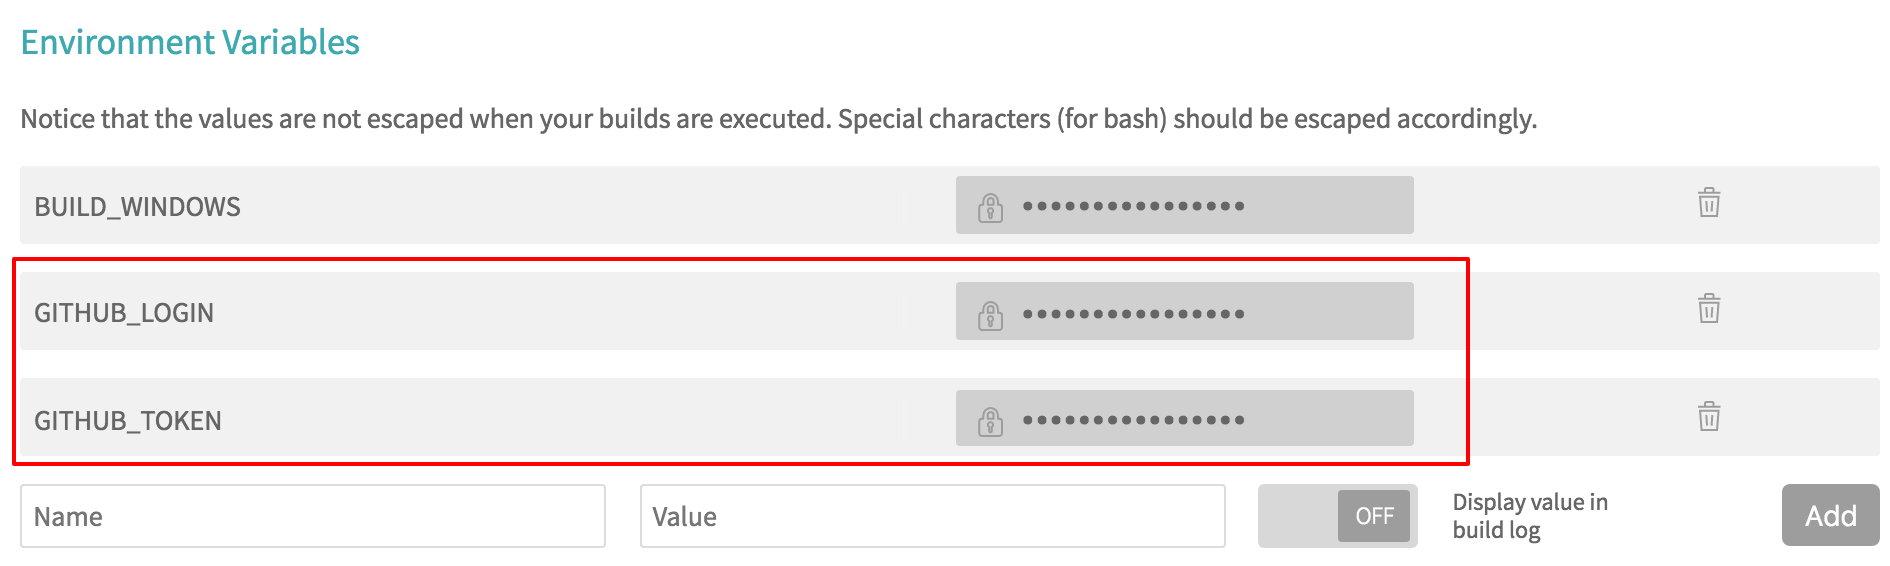 Environment Variables
Notice that the values are not escaped when your builds are executed. Special characters (for bash) should be escaped accordingly.
BUILD_WINDOWS ••••••••••••••••
GITHUB_LOGIN ••••••••••••••••
GITHUB_TOKEN ••••••••••••••••
Name Value OFF Display value in
build log Add